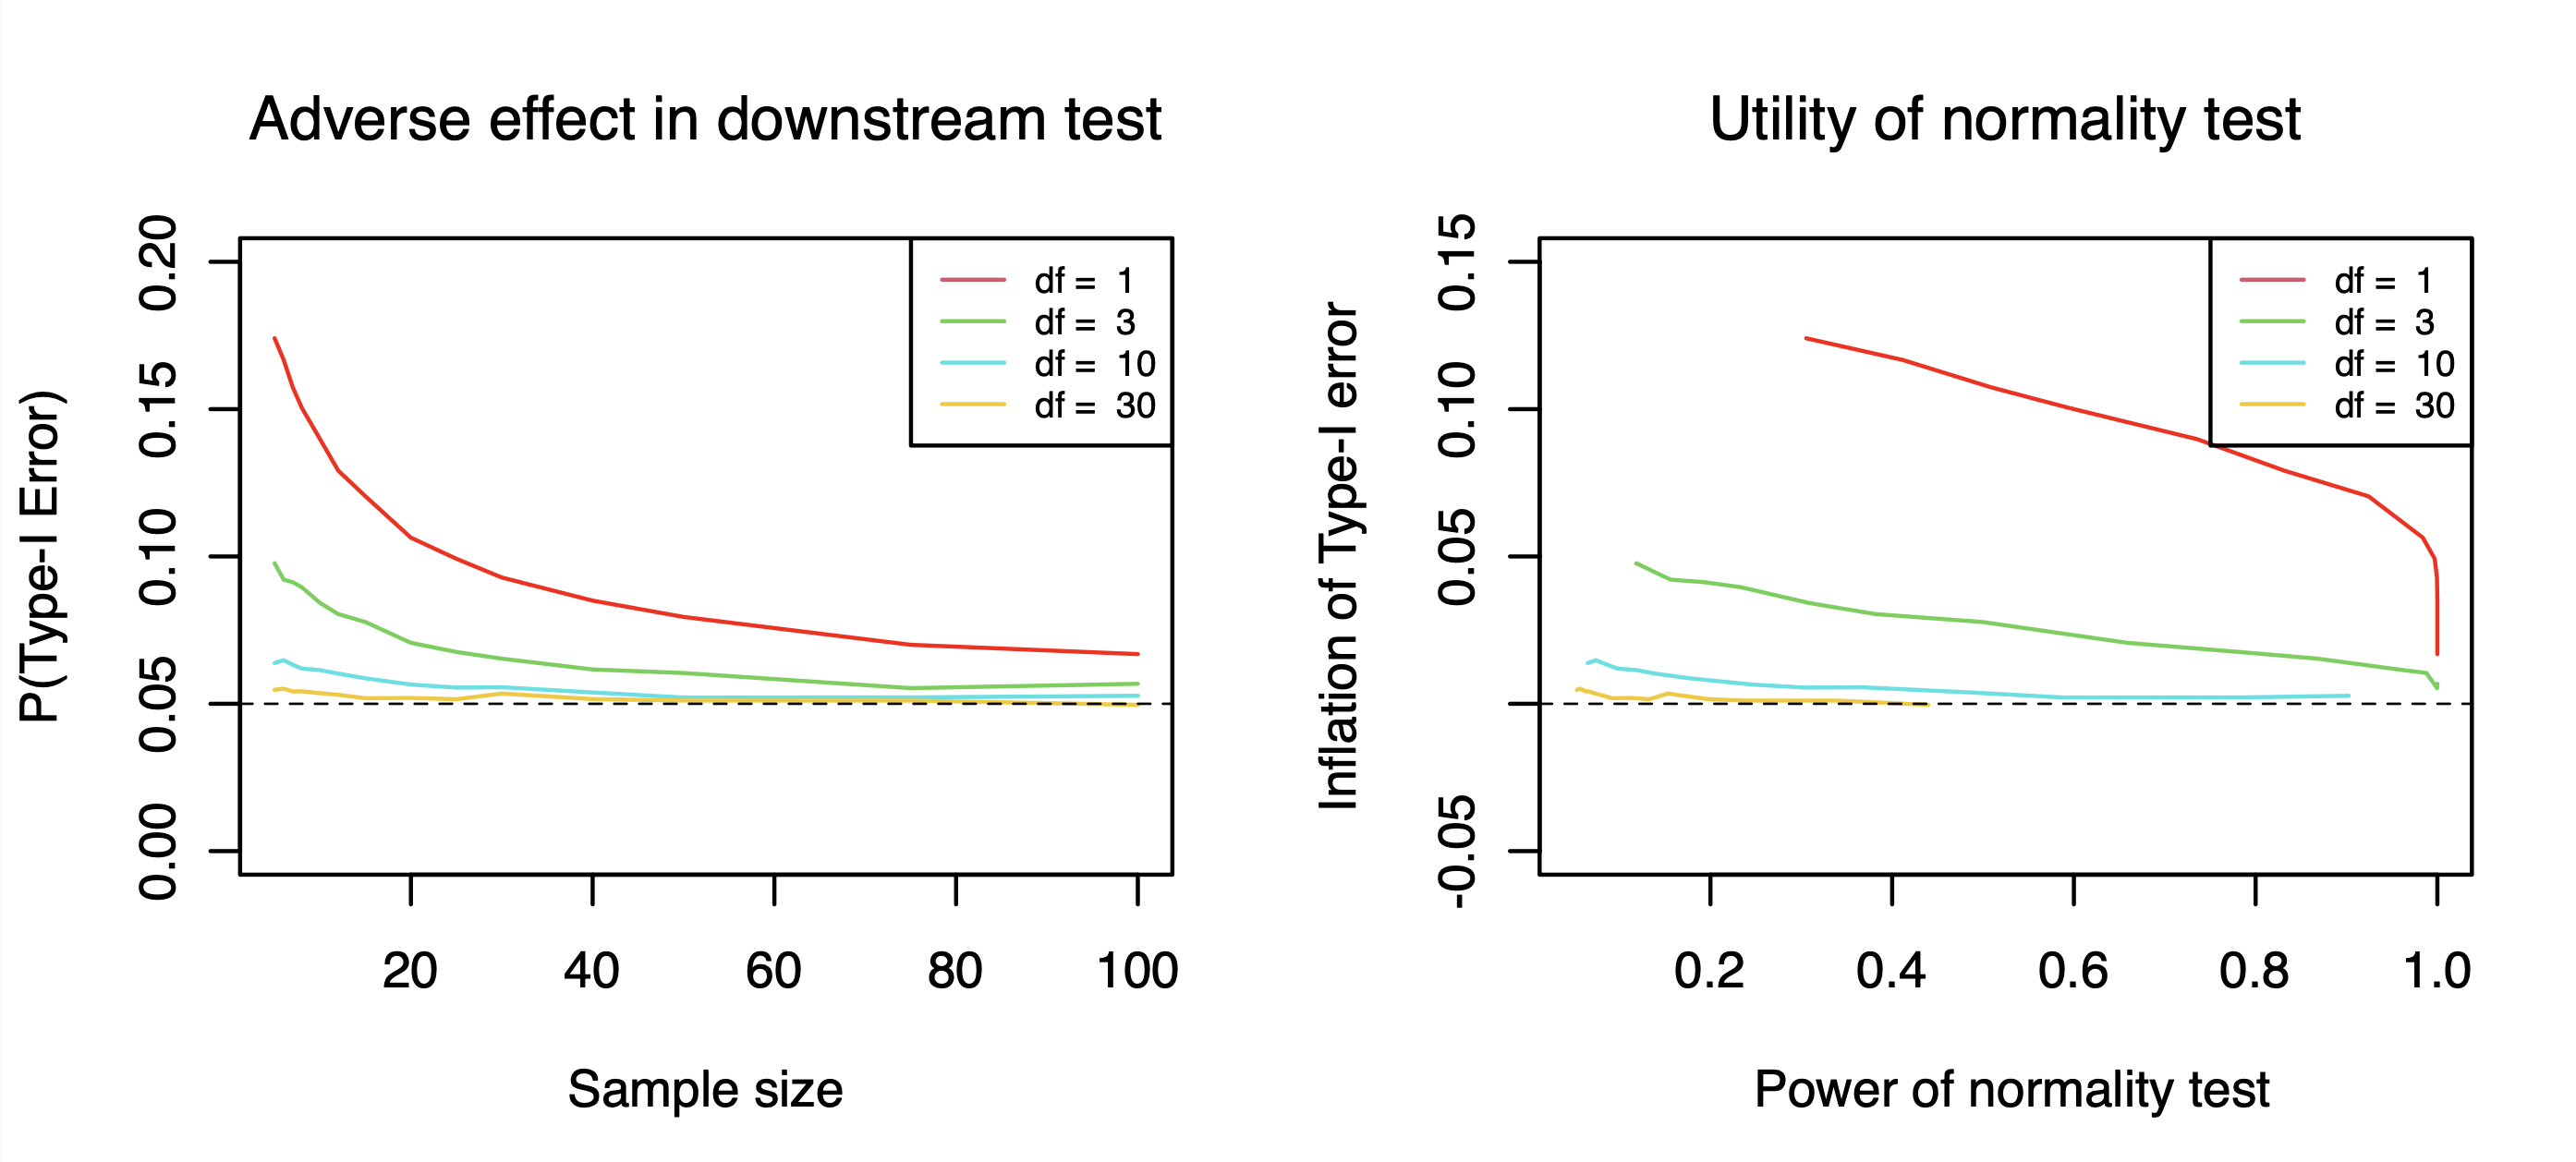 Adverse effect in downstream test
P(Type-I Error)
0.20
0.15
0.10
0.05
0.00
df = 1
df = 3
df = 10
df = 30
20 40 60 80 100
Sample size
Utility of normality test
Inflation of Type-I error
0.15
0.10
0.05
-0.05
df = 1
df = 3
df = 10
df = 30
0.2 0.4 0.6 0.8 1.0
Power of normality test